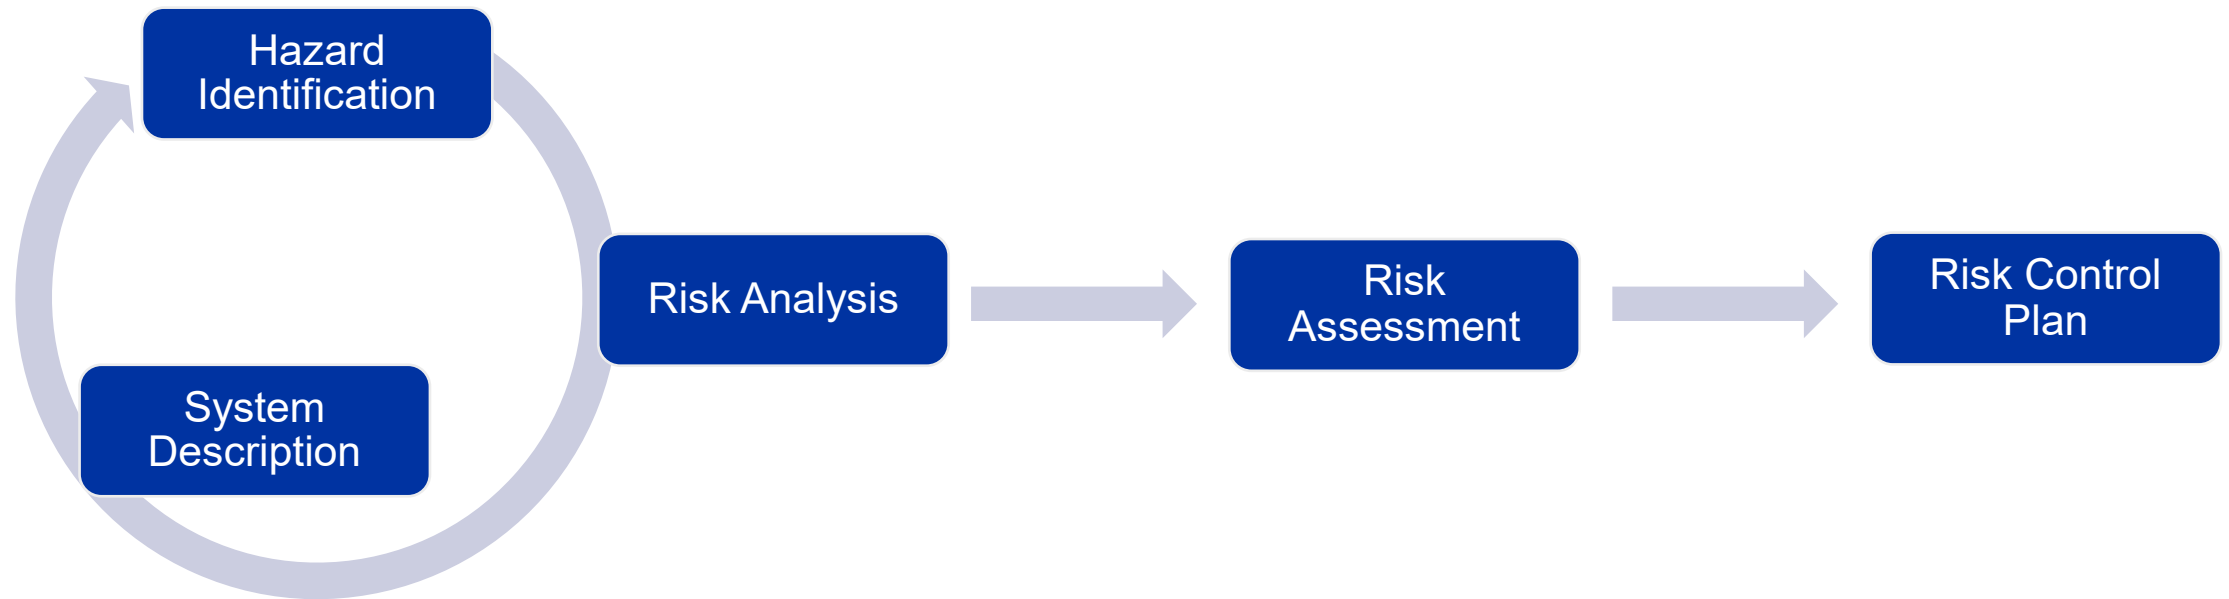 Hazard
Identification
System
Description
Risk Analysis
Risk
Assessment
Risk Control
Plan